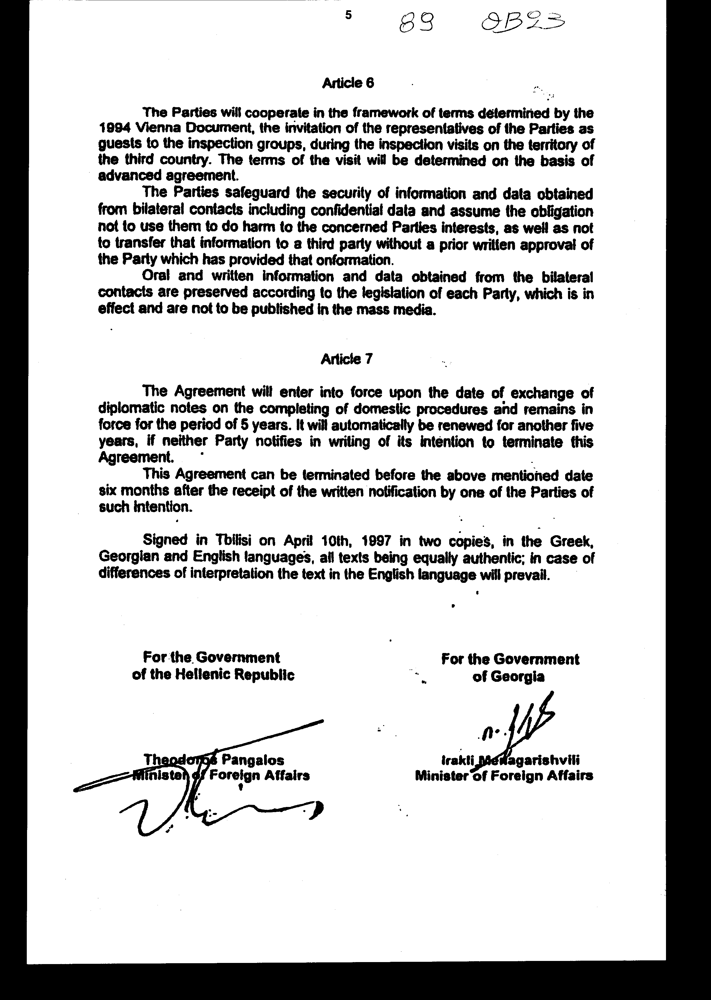 5
89 ΘB23
Article 6
The Parties will cooperate in the framework of terms determined by the
1994 Vienna Document, the invitation of the representatives of the Parties as
guests to the inspection groups, during the inspection visits on the territory of
the third country. The terms of the visit will be determined on the basis of
advanced agreement.
The Parties safeguard the security of information and data obtained
from bilateral contacts including confidential data and assume the obligation
not to use them to do harm to the concerned Parties interests, as well as not
to transfer that information to a third party without a prior written approval of
the Party which has provided that onformation.
Oral and written information and data obtained from the bilateral
contacts are preserved according to the legislation of each Party, which is in
effect and are not to be published in the mass media.
Article 7
The Agreement will enter into force upon the date of exchange of
diplomatic notes on the completing of domestic procedures and remains in
force for the period of 5 years. It will automatically be renewed for another five
years, if neither Party notifies in writing of its intention to terminate this
Agreement.
This Agreement can be terminated before the above mentioned date
six months after the receipt of the written notification by one of the Parties of
such intention.
Signed in Tbilisi on April 10th, 1997 in two copies, in the Greek,
Georgian and English languages, all texts being equally authentic; in case of
differences of interpretation the text in the English language will prevail.
For the Government
of the Hellenic Republic
Theodoros Pangalos
Minister of Foreign Affairs
For the Government
of Georgia
Irakli Menagarishvili
Minister of Foreign Affairs